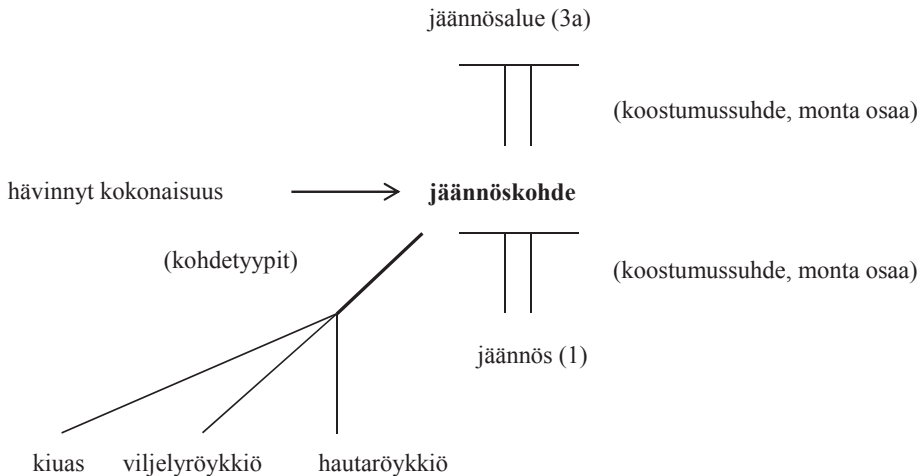 jäännösalue (3a)
(koostumussuhde, monta osaa)
hävinnyt kokonaisuus
jäännöskohde
(kohdetyypit)
(koostumussuhde, monta osaa)
jäännös (1)
kiuas viljelyröykkiö hautaröykkiö